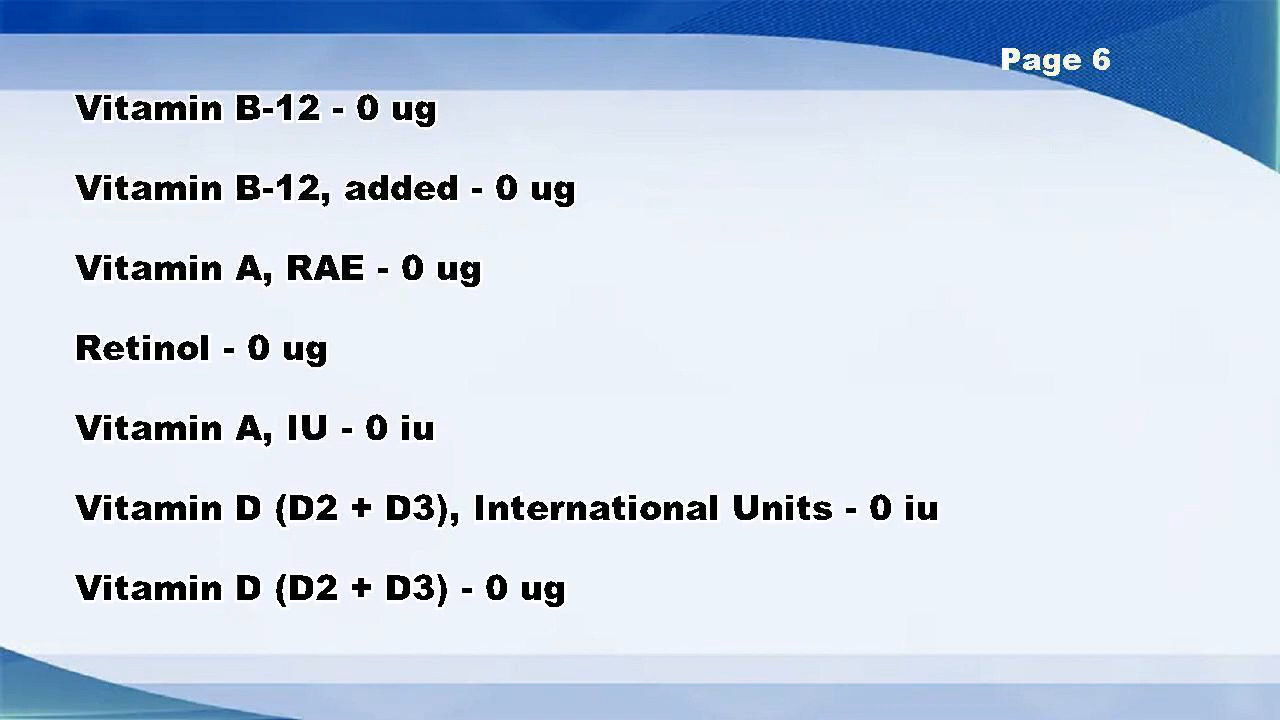 Page 6
Vitamin B-12 - 0 ug
Vitamin B-12, added - 0 ug
Vitamin A, RAE - 0 ug
Retinol - 0 ug
Vitamin A, IU - 0 iu
Vitamin D (D2 + D3), International Units - 0 iu
Vitamin D (D2 + D3) - 0 ug